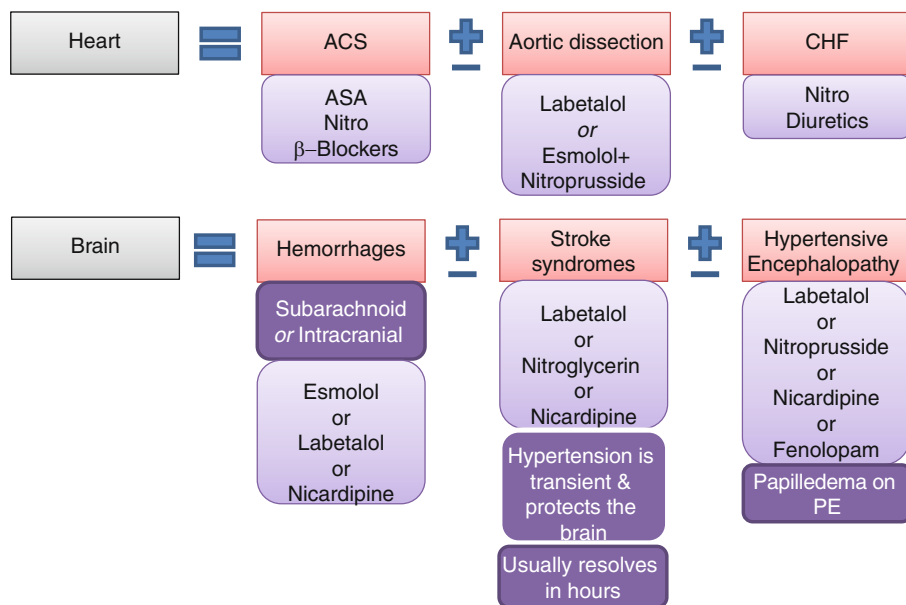 Heart
ACS
Aortic dissection
CHF
ASA
Nitro
β–Blockers
Labetalol
or
Esmolol+
Nitroprusside
Nitro
Diuretics
Brain
Hemorrhages
Stroke
syndromes
Hypertensive
Encephalopathy
Subarachnoid
or Intracranial
Esmolol
or
Labetalol
or
Nicardipine
Labetalol
or
Nitroglycerin
or
Nicardipine
Hypertension is
transient &
protects the
brain
Usually resolves
in hours
Labetalol
or
Nitroprusside
or
Nicardipine
or
Fenolopam
Papilledema on
PE